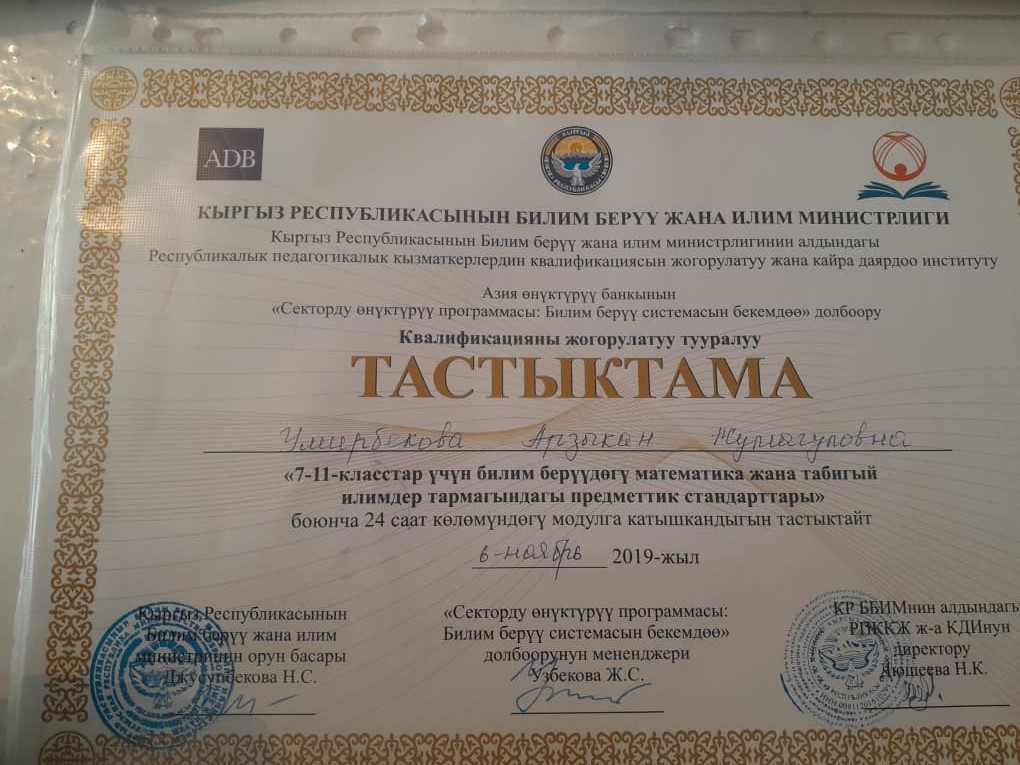 ADB
КЫРГЫЗ РЕСПУБЛИКАСЫНЫН БИЛИМ БЕРҮҮ ЖАНА ИЛИМ МИНИСТРЛИГИ
Кыргыз Республикасынын Билим берүү жана илим министрлигинин алдындагы
Республикалык педагогикалык кызматкерлердин квалификациясын жогорулатуу жана кайра даярдоо институту
Азия өнүктүрүү банкынын
«Секторду өнүктүрүү программасы: Билим берүү системасын бекемдөө» долбоору
Квалификацияны жогорулатуу тууралуу
ТАСТЫКТАМА
Умирбекова Арзыкан Жумагуловна
«7-11-класстар үчүн билим берүүдөгү математика жана табигый
илимдер тармагындагы предметтик стандарттары»
боюнча 24 саат көлөмүндөгү модулга катышкандыгын тастыктайт
6-ноябрь 2019-жыл
Кыргыз Республикасынын
Билим берүү жана илим
министринин орун басары
Джусупбекова Н.С.
«Секторду өнүктүрүү программасы:
Билим берүү системасын бекемдөө»
долбоорунун менеджери
Узбекова Ж.С.
КР ББИМнин алдындагы
РПККЖ ж-а КДИнун
директору
Дюшеева Н.К.